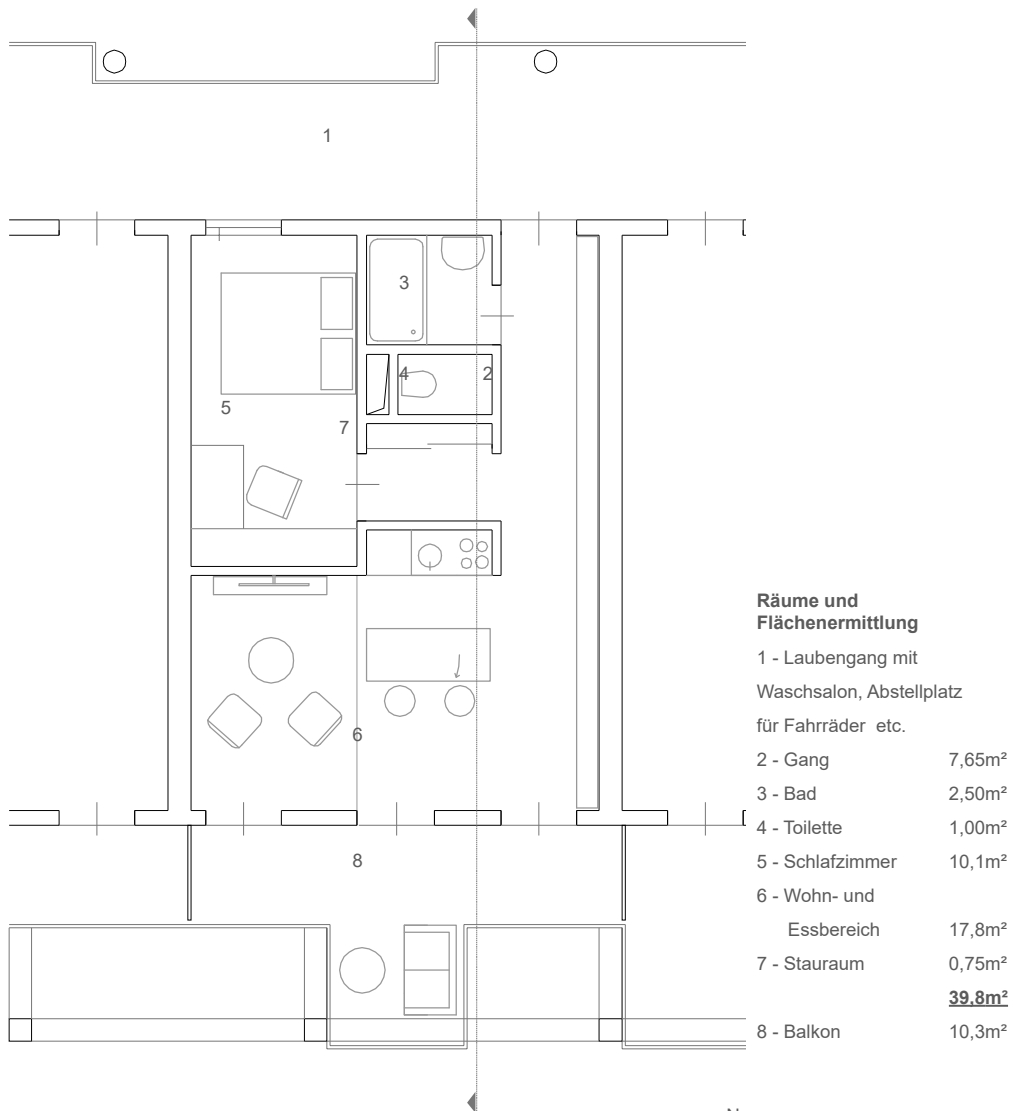 1
3
4
2
5
7
6
8
Räume und
Flächenermittlung
1 - Laubengang mit
Waschsalon, Abstellplatz
für Fahrräder etc.
2 - Gang 7,65m²
3 - Bad 2,50m²
4 - Toilette 1,00m²
5 - Schlafzimmer 10,1m²
6 - Wohn- und
Essbereich 17,8m²
7 - Stauraum 0,75m²
39,8m²
8 - Balkon 10,3m²